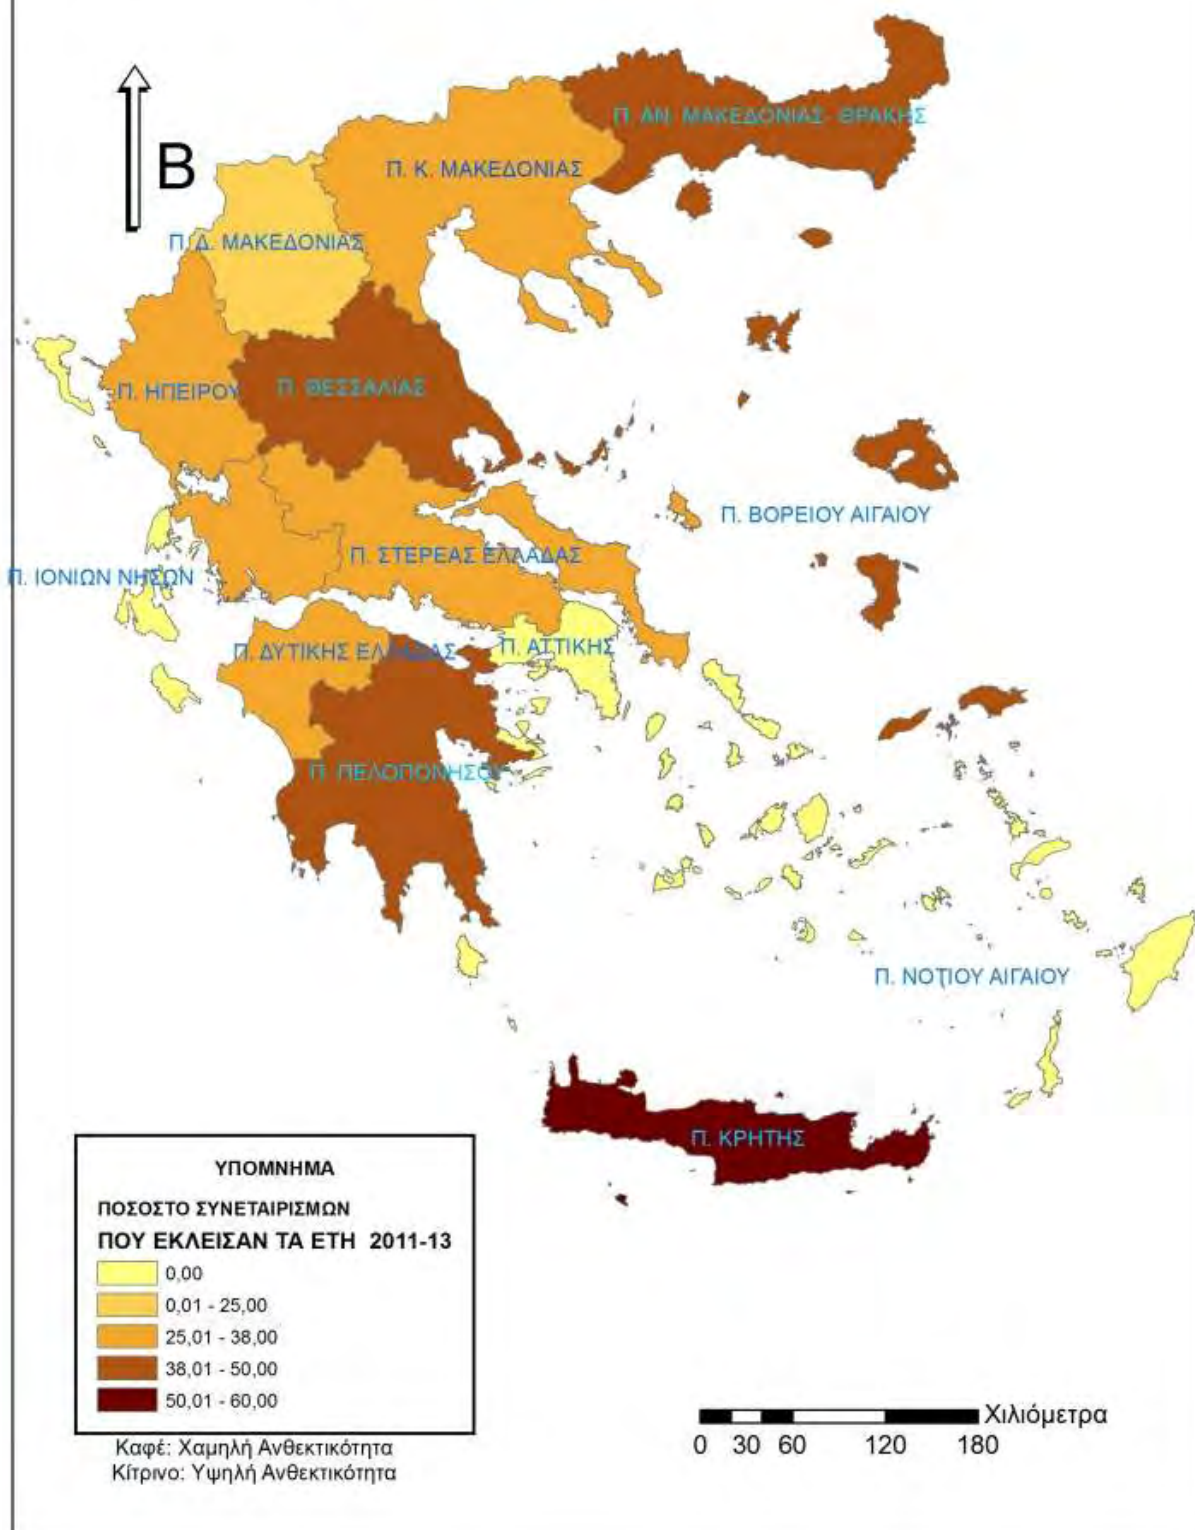 Π. ΑΝ. ΜΑΚΕΔΟΝΙΑΣ- ΘΡΑΚΗΣ
Β
Π. Κ. ΜΑΚΕΔΟΝΙΑΣ
Π. Δ. ΜΑΚΕΔΟΝΙΑΣ
Π. ΗΠΕΙΡΟΥ
Π. ΘΕΣΣΑΛΙΑΣ
Π. ΒΟΡΕΙΟΥ ΑΙΓΑΙΟΥ
Π. ΣΤΕΡΕΑΣ ΕΛΛΑΔΑΣ
Π. ΙΟΝΙΩΝ ΝΗΣΩΝ
Π. ΔΥΤΙΚΗΣ ΕΛΛΑΔΑΣ
Π. ΑΤΤΙΚΗΣ
Π. ΠΕΛΟΠΟΝΗΣΟΥ
Π. ΝΟΤΙΟΥ ΑΙΓΑΙΟΥ
Π. ΚΡΗΤΗΣ
ΥΠΟΜΝΗΜΑ
ΠΟΣΟΣΤΟ ΣΥΝΕΤΑΙΡΙΣΜΩΝ
ΠΟΥ ΕΚΛΕΙΣΑΝ ΤΑ ΕΤΗ 2011-13
0,00
0,01 - 25,00
25,01 - 38,00
38,01 - 50,00
50,01 - 60,00
Καφέ: Χαμηλή Ανθεκτικότητα
Κίτρινο: Υψηλή Ανθεκτικότητα
Χιλιόμετρα
0 30 60 120 180